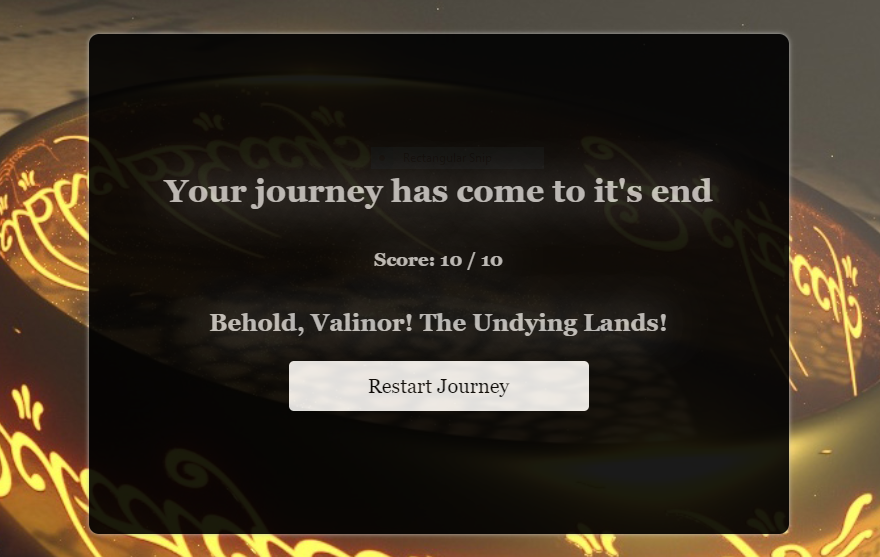 Your journey has come to it's end
Score: 10 / 10
Behold, Valinor! The Undying Lands!
Restart Journey